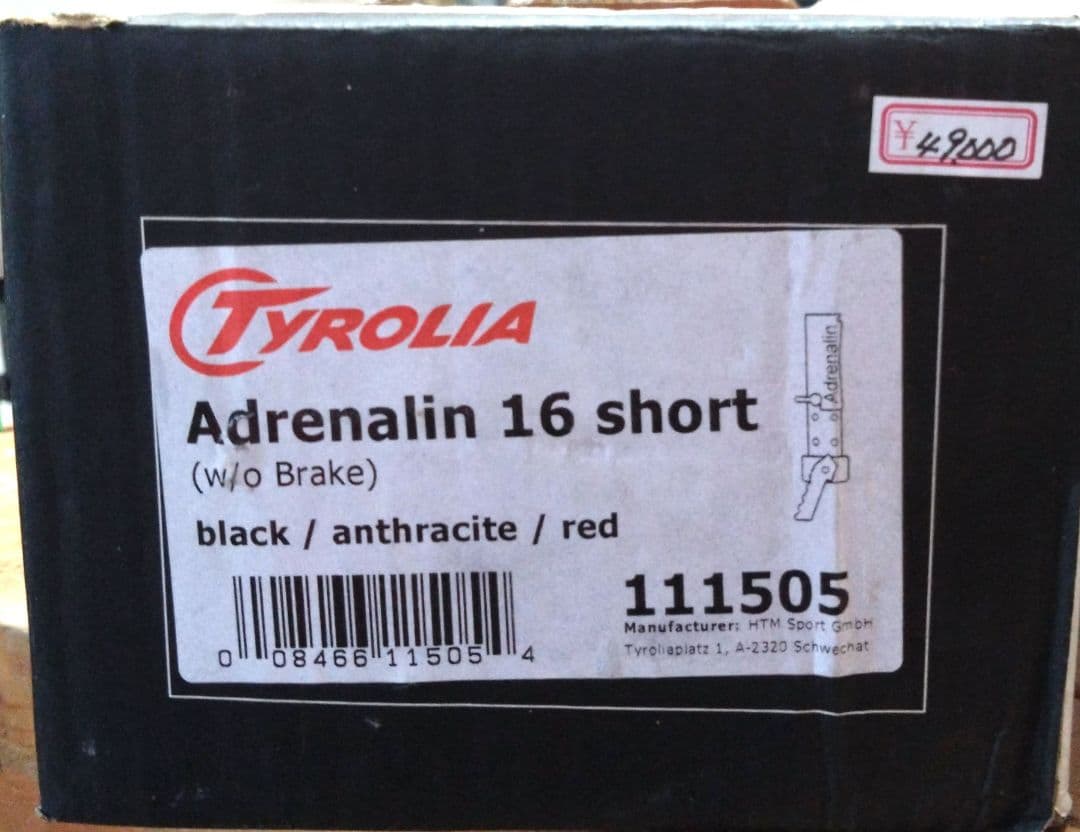 ¥49,000
TYROLIA
Adrenalin 16 short
(w/o Brake)
black / anthracite / red
Adrenalin
111505
Manufacturer: HTM Sport GmbH
Tyroliaplatz 1, A-2320 Schwechat
0 08466 11505 4